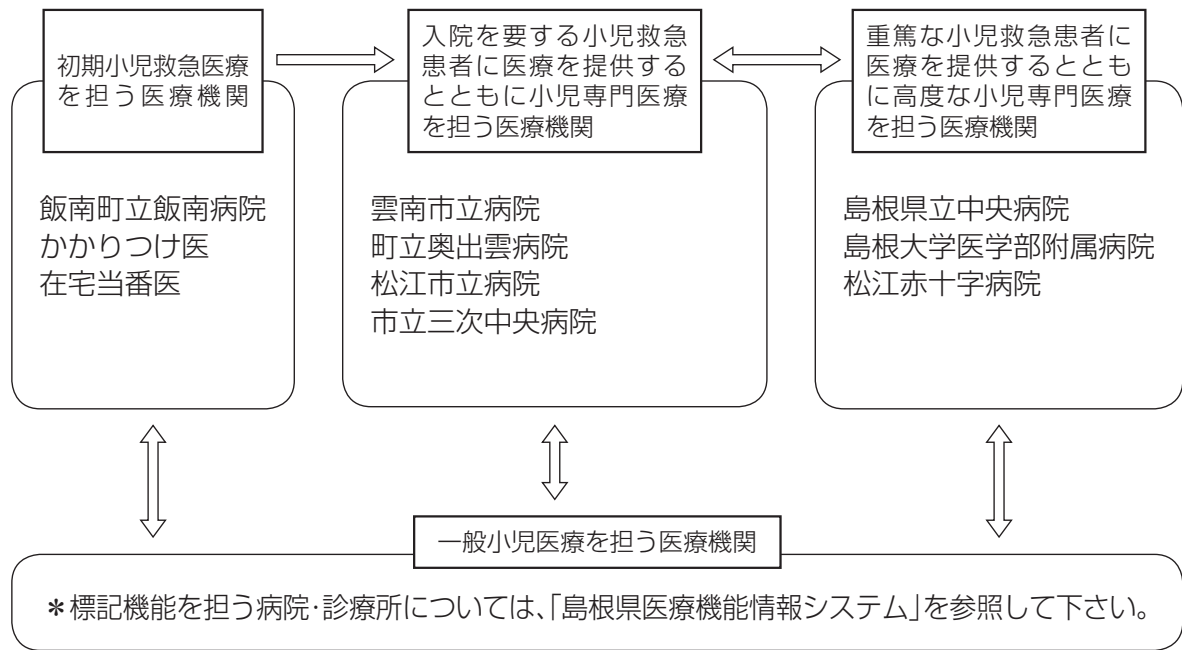 初期小児救急医療
を担う医療機関
飯南町立飯南病院
かかりつけ医
在宅当番医
入院を要する小児救急
患者に医療を提供する
とともに小児専門医療
を担う医療機関
雲南市立病院
町立奥出雲病院
松江市立病院
市立三次中央病院
重篤な小児救急患者に
医療を提供するととも
に高度な小児専門医療
を担う医療機関
島根県立中央病院
島根大学医学部附属病院
松江赤十字病院
一般小児医療を担う医療機関
＊標記機能を担う病院・診療所については、「島根県医療機能情報システム」を参照して下さい。